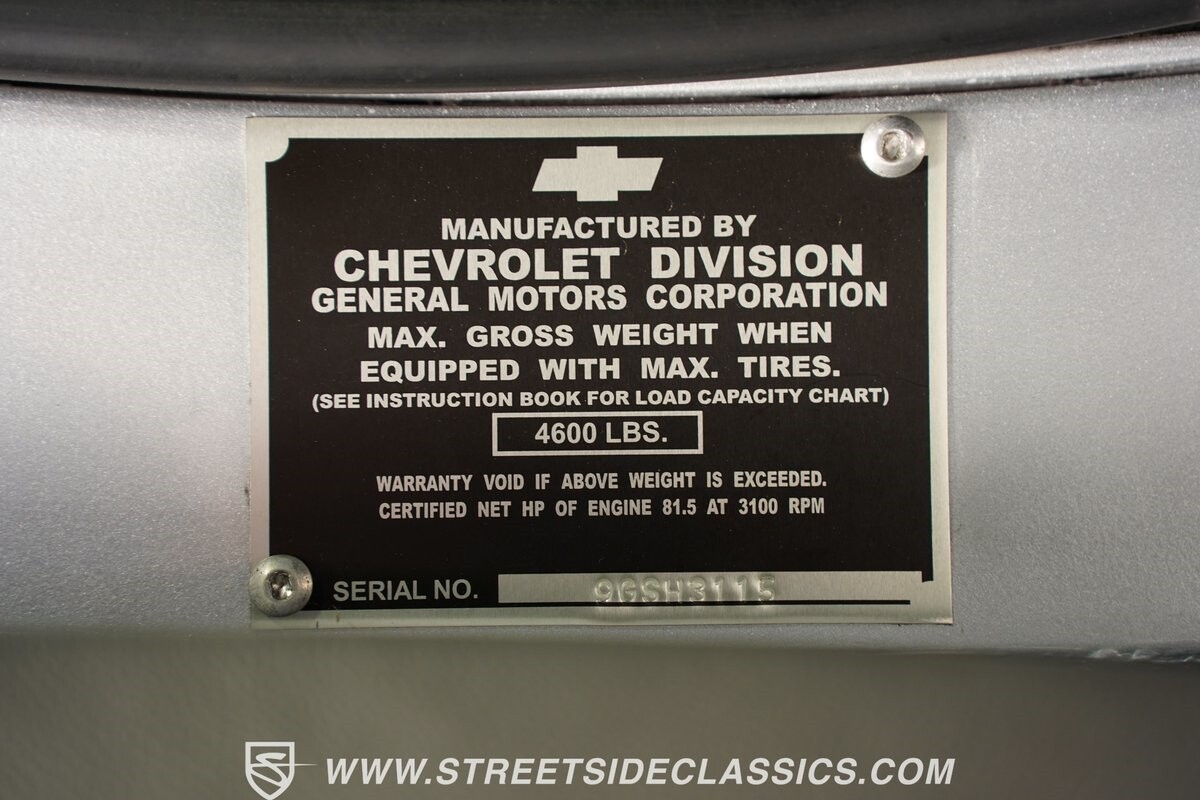 MANUFACTURED BY
CHEVROLET DIVISION
GENERAL MOTORS CORPORATION
MAX. GROSS WEIGHT WHEN
EQUIPPED WITH MAX. TIRES.
(SEE INSTRUCTION BOOK FOR LOAD CAPACITY CHART)
4600 LBS.
WARRANTY VOID IF ABOVE WEIGHT IS EXCEEDED.
CERTIFIED NET HP OF ENGINE 81.5 AT 3100 RPM
SERIAL NO. 9GSH3115
WWW.STREETSIDECLASSICS.COM